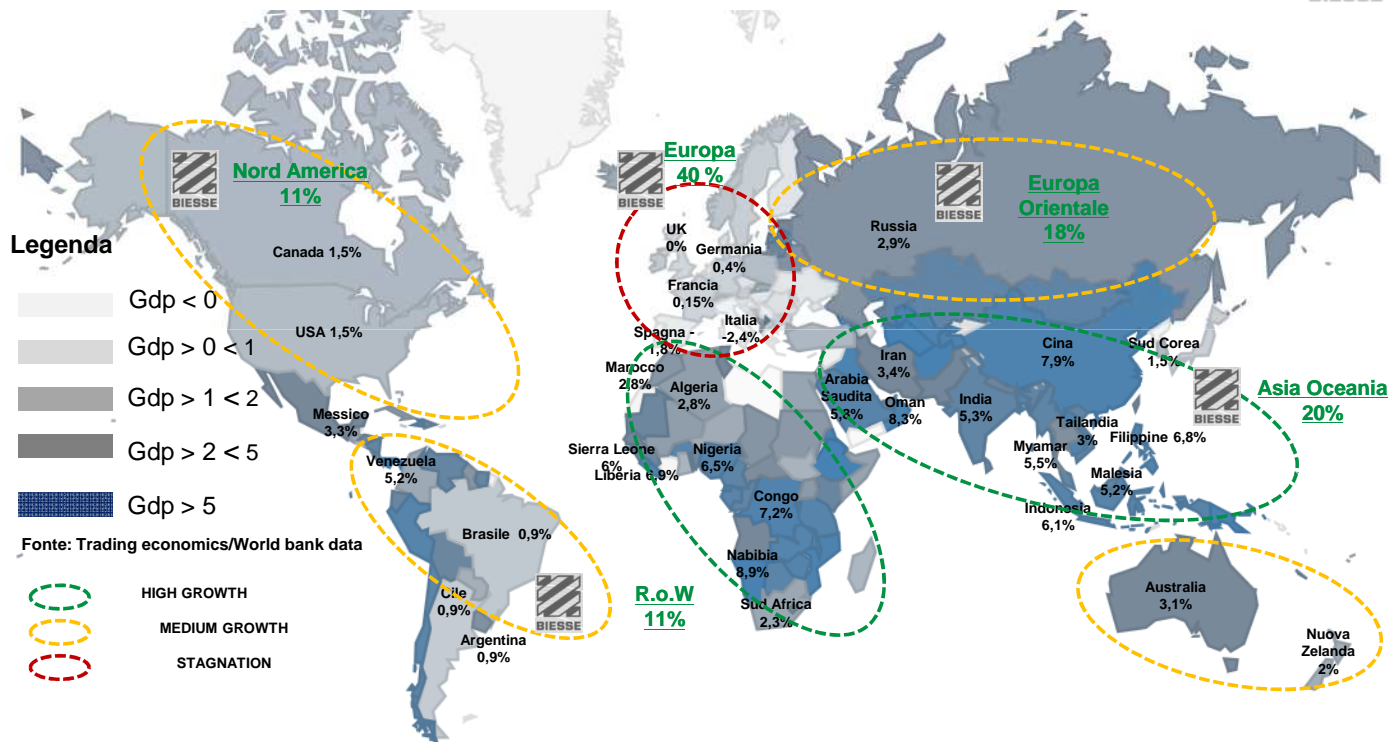 BIESSE
Nord America
11%
BIESSE
Europa
40 %
BIESSE
Europa
Orientale
18%
BIESSE
Legenda
Gdp < 0
Gdp > 0 < 1
Gdp > 1 < 2
Gdp > 2 < 5
Gdp > 5
Fonte: Trading economics/World bank data
HIGH GROWTH
MEDIUM GROWTH
STAGNATION
Canada 1,5%
USA 1,5%
Messico
3,3%
Venezuela
5,2%
Brasile 0,9%
Cile
0,9%
Argentina
0,9%
BIESSE
UK
0%
Germania
0,4%
Francia
0,15%
Italia
-2,4%
Spagna -
1,8%
Russia
2,9%
Marocco
2,8%
Algeria
2,8%
Sierra Leone
6%
Liberia 6,9%
Nigeria
6,5%
Congo
7,2%
Nabibia
8,9%
Sud Africa
2,3%
R.o.W
11%
Arabia
Saudita
5,8%
Iran
3,4%
Oman
8,3%
India
5,3%
Cina
7,9%
Sud Corea
1,5%
BIESSE
Asia Oceania
20%
Tailandia
3%
Filippine 6,8%
Myamar
5,5%
Malesia
5,2%
Indonosia
6,1%
Australia
3,1%
Nuova
Zelanda
2%